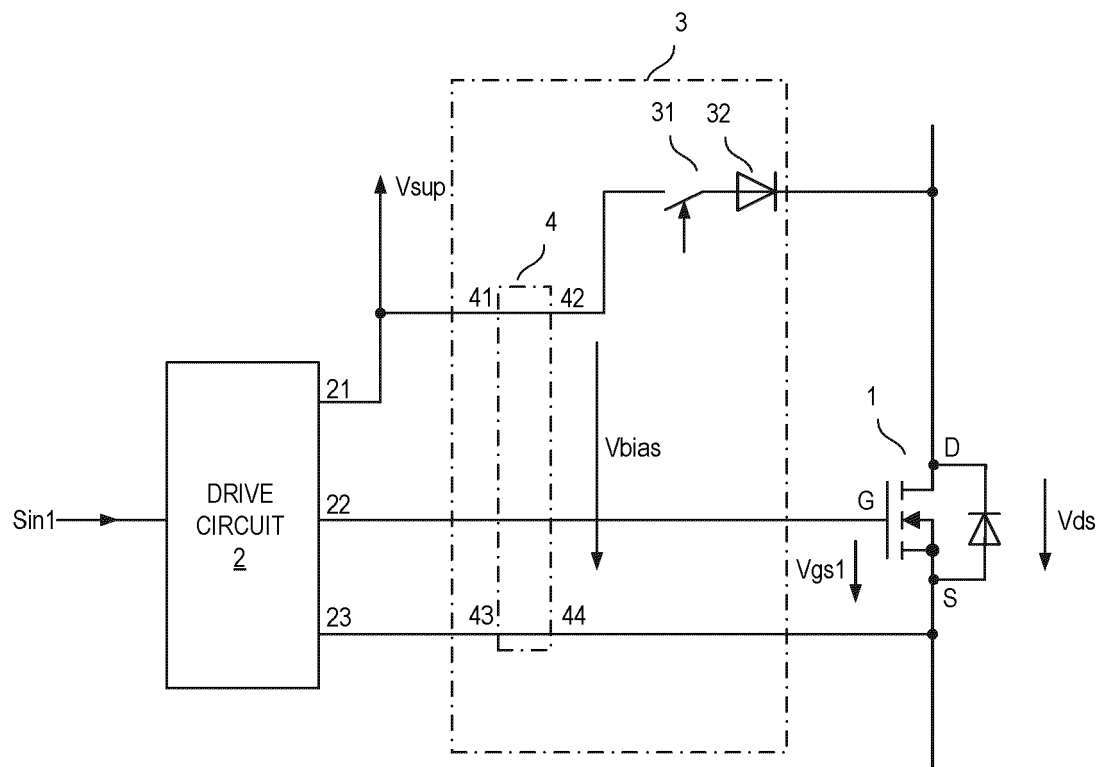 3
31 32
Vsup
4
41 42
21
1
Vbias
D
DRIVE
CIRCUIT
2
Sin1
22
G
Vds
Vgs1
S
23
43 44